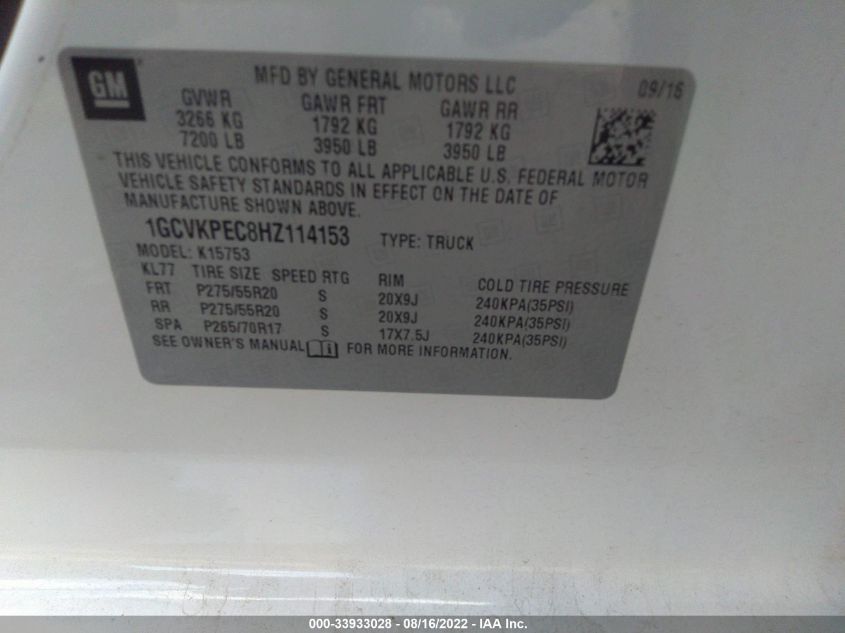 GM
MFD BY GENERAL MOTORS LLC 09/16
GVWR GAWR FRT GAWR RR
3266 KG 1792 KG 1792 KG
7200 LB 3950 LB 3950 LB
THIS VEHICLE CONFORMS TO ALL APPLICABLE U.S. FEDERAL MOTOR
VEHICLE SAFETY STANDARDS IN EFFECT ON THE DATE OF
MANUFACTURE SHOWN ABOVE.
1GCVKPEC8HZ114153 TYPE: TRUCK
MODEL: K15753
KL77 TIRE SIZE SPEED RTG RIM COLD TIRE PRESSURE
FRT P275/55R20 S 20X9J 240KPA(35PSI)
RR P275/55R20 S 20X9J 240KPA(35PSI)
SPA P265/70R17 S 17X7.5J 240KPA(35PSI)
SEE OWNER'S MANUAL FOR MORE INFORMATION.
000-33933028 - 08/16/2022 - IAA Inc.